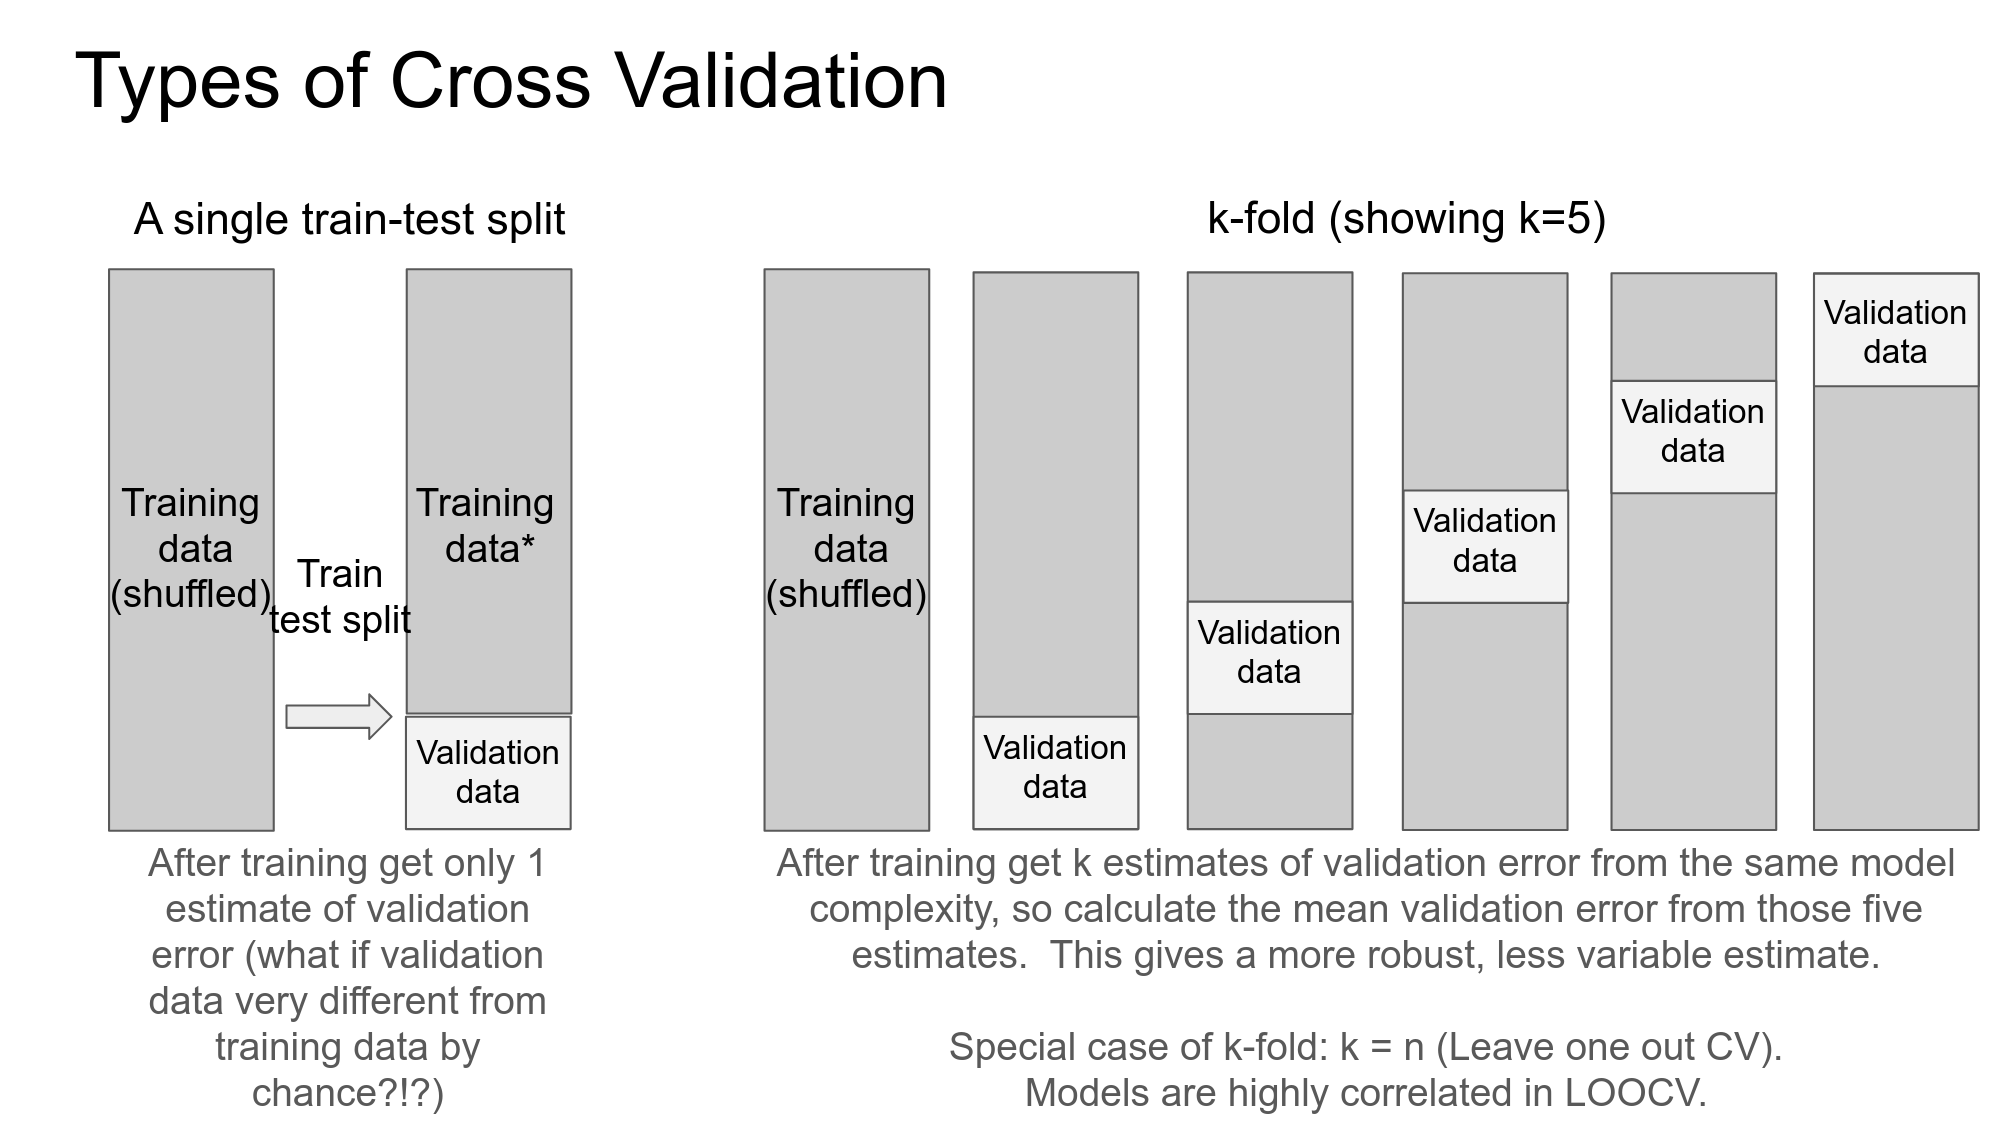 Types of Cross Validation
A single train-test split
Training
data
(shuffled)
Train
test split
Training
data*
Validation
data
After training get only 1
estimate of validation
error (what if validation
data very different from
training data by
chance?!?)
k-fold (showing k=5)
Training
data
(shuffled)
Validation
data
Validation
data
Validation
data
Validation
data
Validation
data
After training get k estimates of validation error from the same model
complexity, so calculate the mean validation error from those five
estimates.  This gives a more robust, less variable estimate.
Special case of k-fold: k = n (Leave one out CV).
Models are highly correlated in LOOCV.